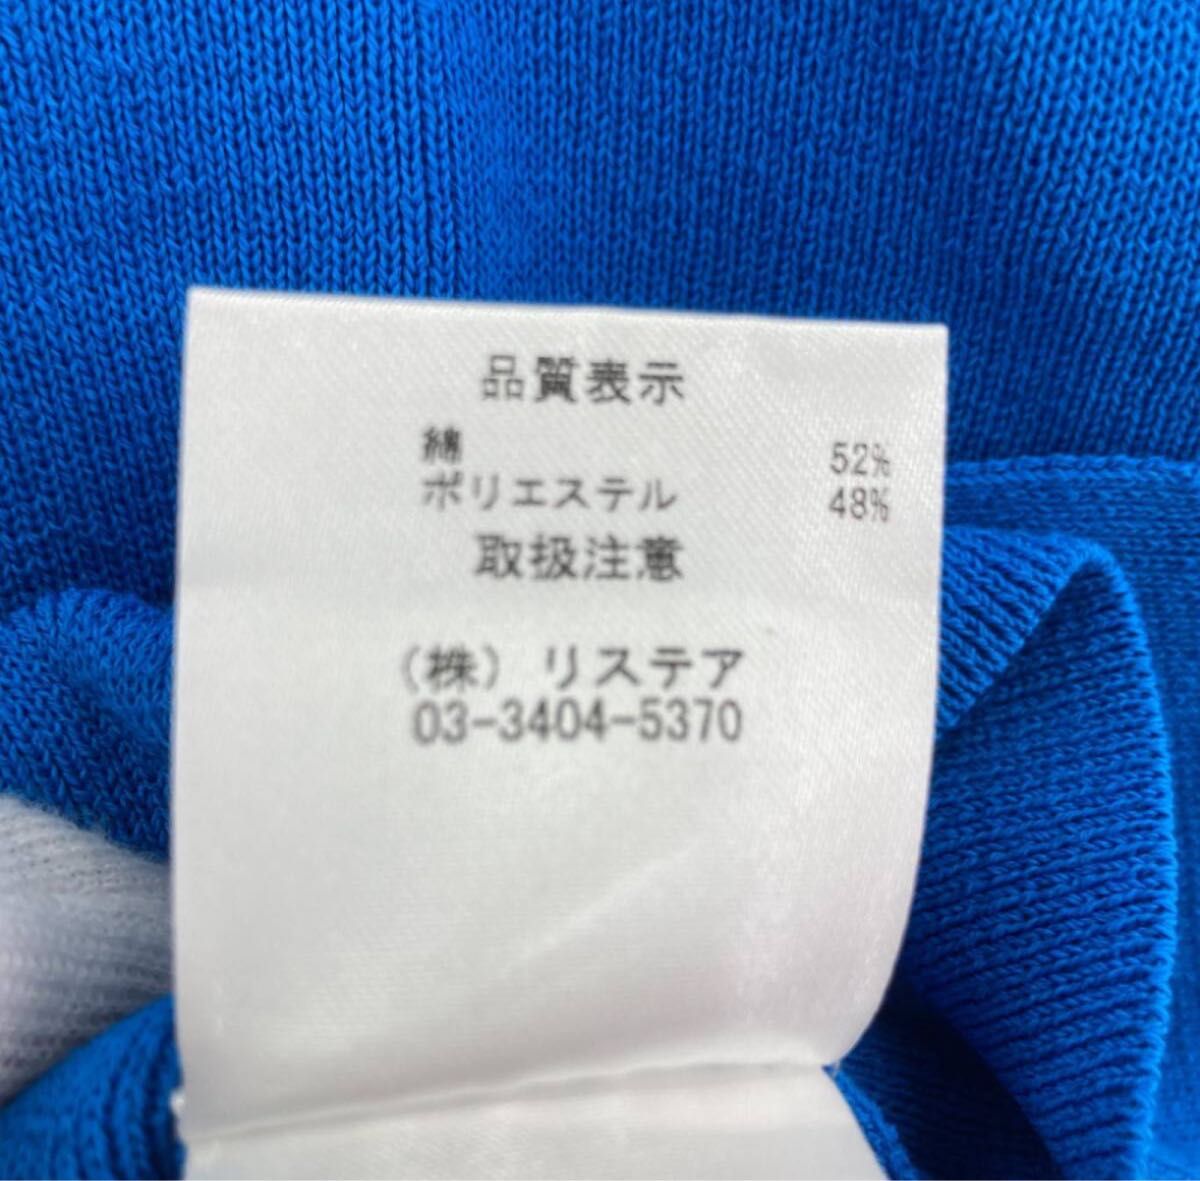 品質表示
綿 52%
ポリエステル 48%
取扱注意
(株) リステア
03-3404-5370